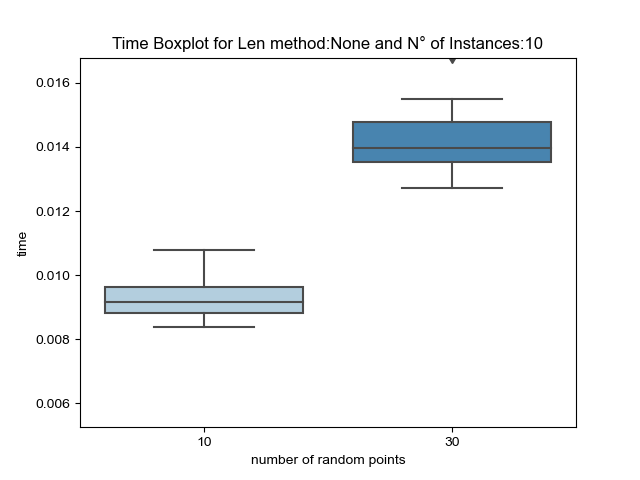 Time Boxplot for Len method:None and N° of Instances:10
0.016
0.014
0.012
0.010
0.008
0.006
time
10
30
number of random points